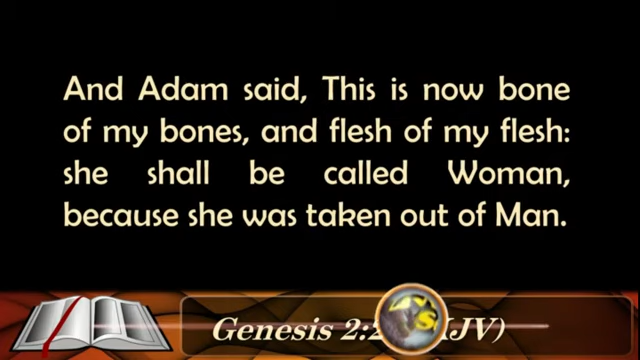 And Adam said, This is now bone
of my bones, and flesh of my flesh:
she shall be called Woman,
because she was taken out of Man.
Genesis 2:2 JV)